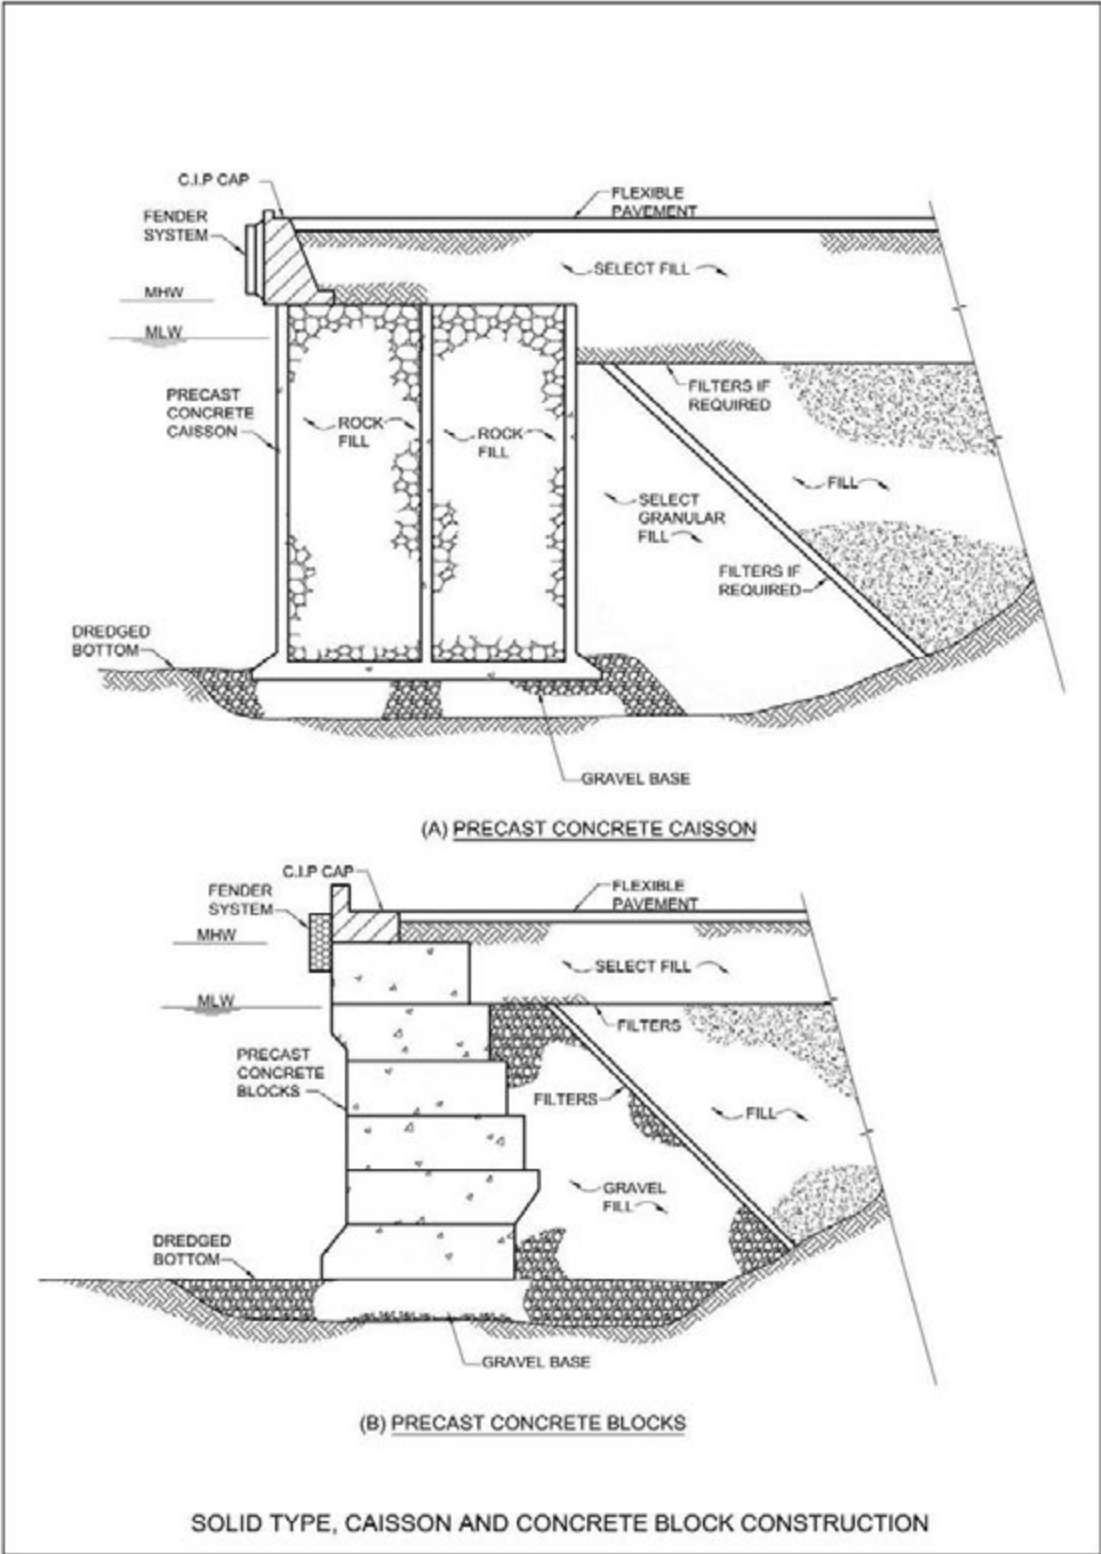 C.I.P CAP
FENDER
SYSTEM
FLEXIBLE
PAVEMENT
SELECT FILL
MHW
MLW
FILTERS IF
REQUIRED
PRECAST
CONCRETE
CAISSON
ROCK
FILL
ROCK
FILL
FILL
SELECT
GRANULAR
FILL
FILTERS IF
REQUIRED
DREDGED
BOTTOM
GRAVEL BASE
(A) PRECAST CONCRETE CAISSON
C.I.P CAP
FENDER
SYSTEM
FLEXIBLE
PAVEMENT
MHW
SELECT FILL
MLW
FILTERS
PRECAST
CONCRETE
BLOCKS
FILTERS
FILL
GRAVEL
FILL
DREDGED
BOTTOM
GRAVEL BASE
(B) PRECAST CONCRETE BLOCKS
SOLID TYPE, CAISSON AND CONCRETE BLOCK CONSTRUCTION